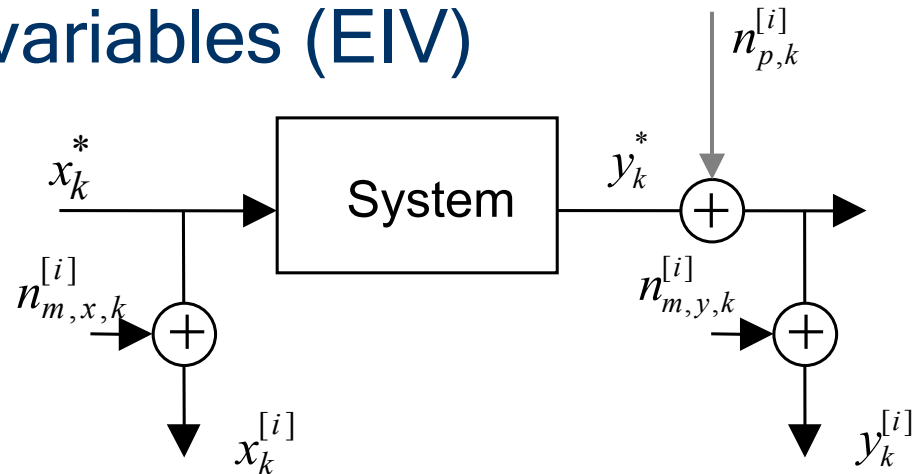 variables (EIV)
n_{p,k}^{[i]}
x_k^*
System
y_k^*
n_{m,x,k}^{[i]}
n_{m,y,k}^{[i]}
+
+
+
x_k^{[i]}
y_k^{[i]}